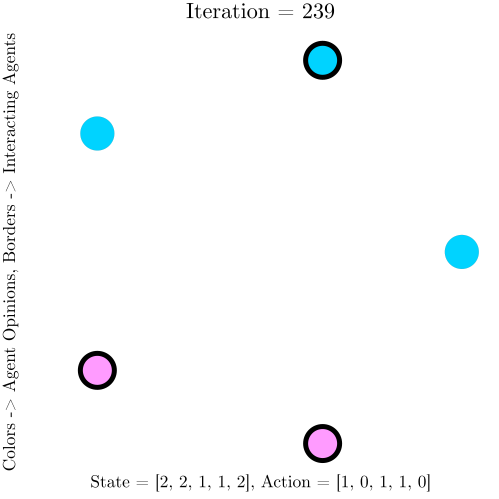 Iteration = 239
Colors -> Agent Opinions, Borders -> Interacting Agents
State = [2, 2, 1, 1, 2], Action = [1, 0, 1, 1, 0]